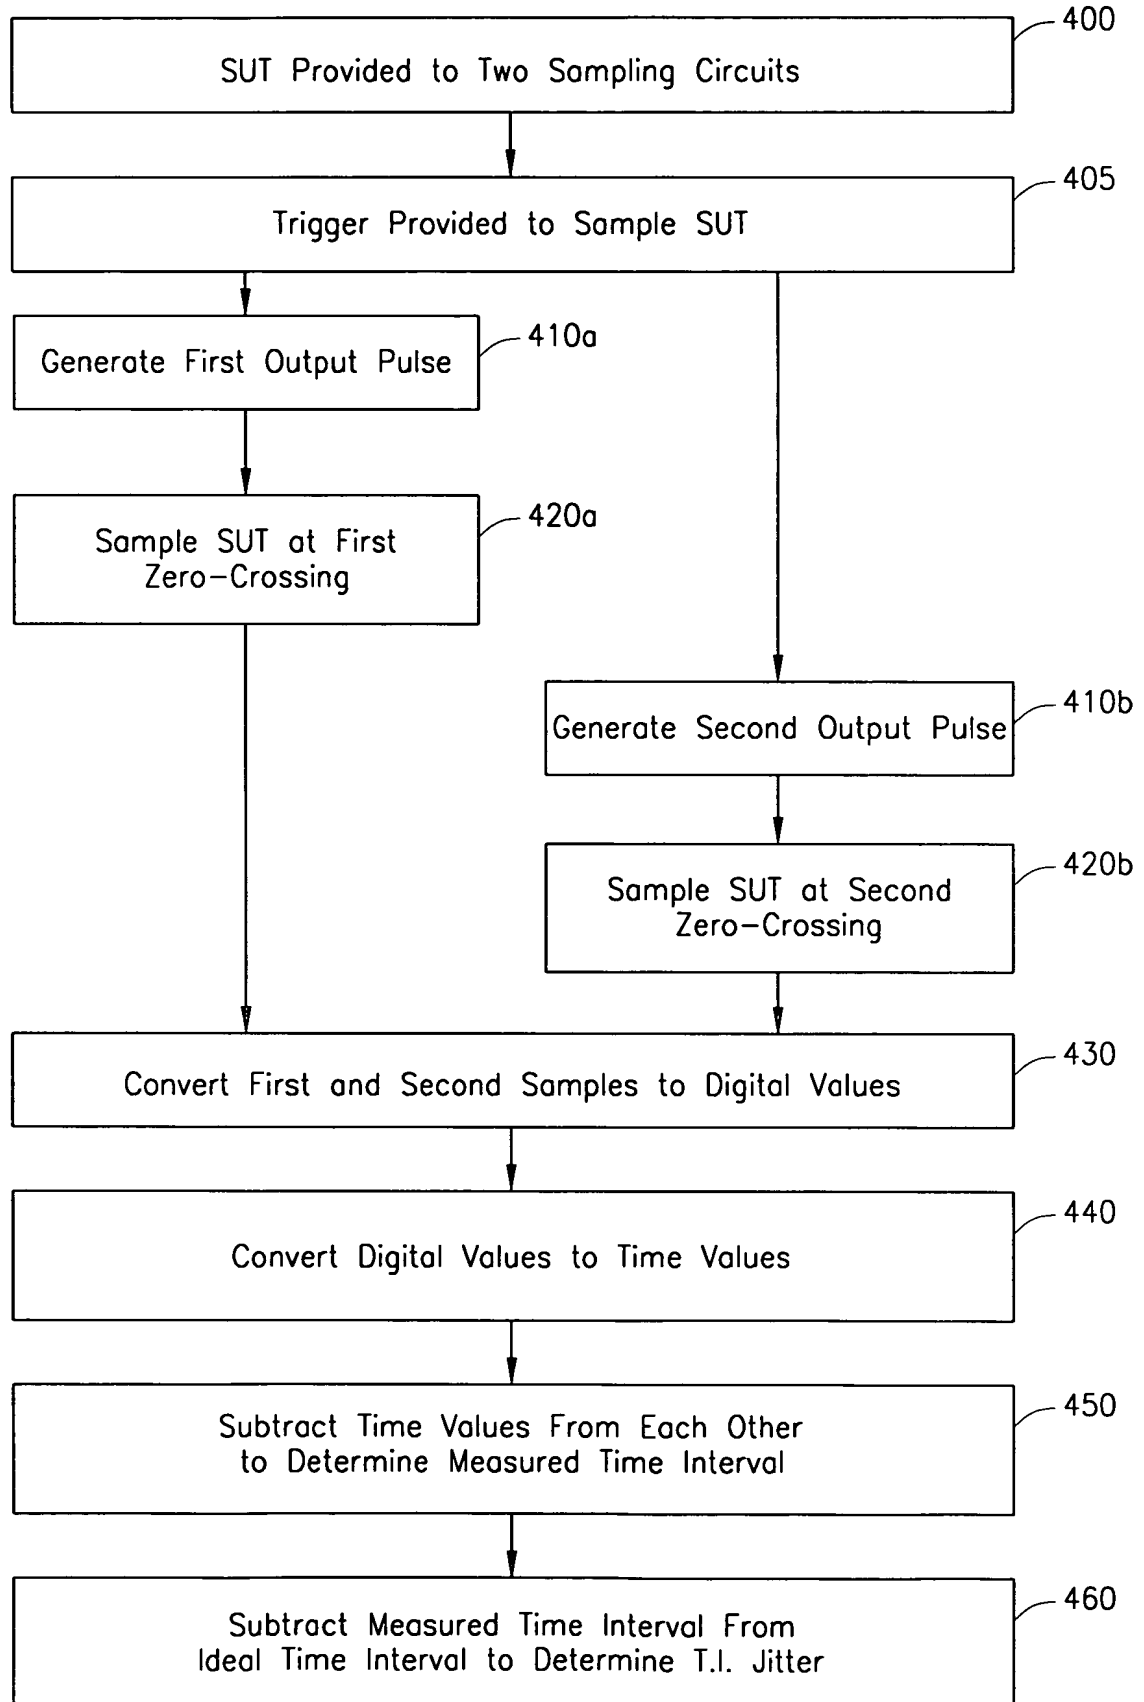 400
SUT Provided to Two Sampling Circuits
405
Trigger Provided to Sample SUT
410a
Generate First Output Pulse
420a
Sample SUT at First
Zero-Crossing
410b
Generate Second Output Pulse
420b
Sample SUT at Second
Zero-Crossing
430
Convert First and Second Samples to Digital Values
440
Convert Digital Values to Time Values
450
Subtract Time Values From Each Other
to Determine Measured Time Interval
460
Subtract Measured Time Interval From
Ideal Time Interval to Determine T.I. Jitter